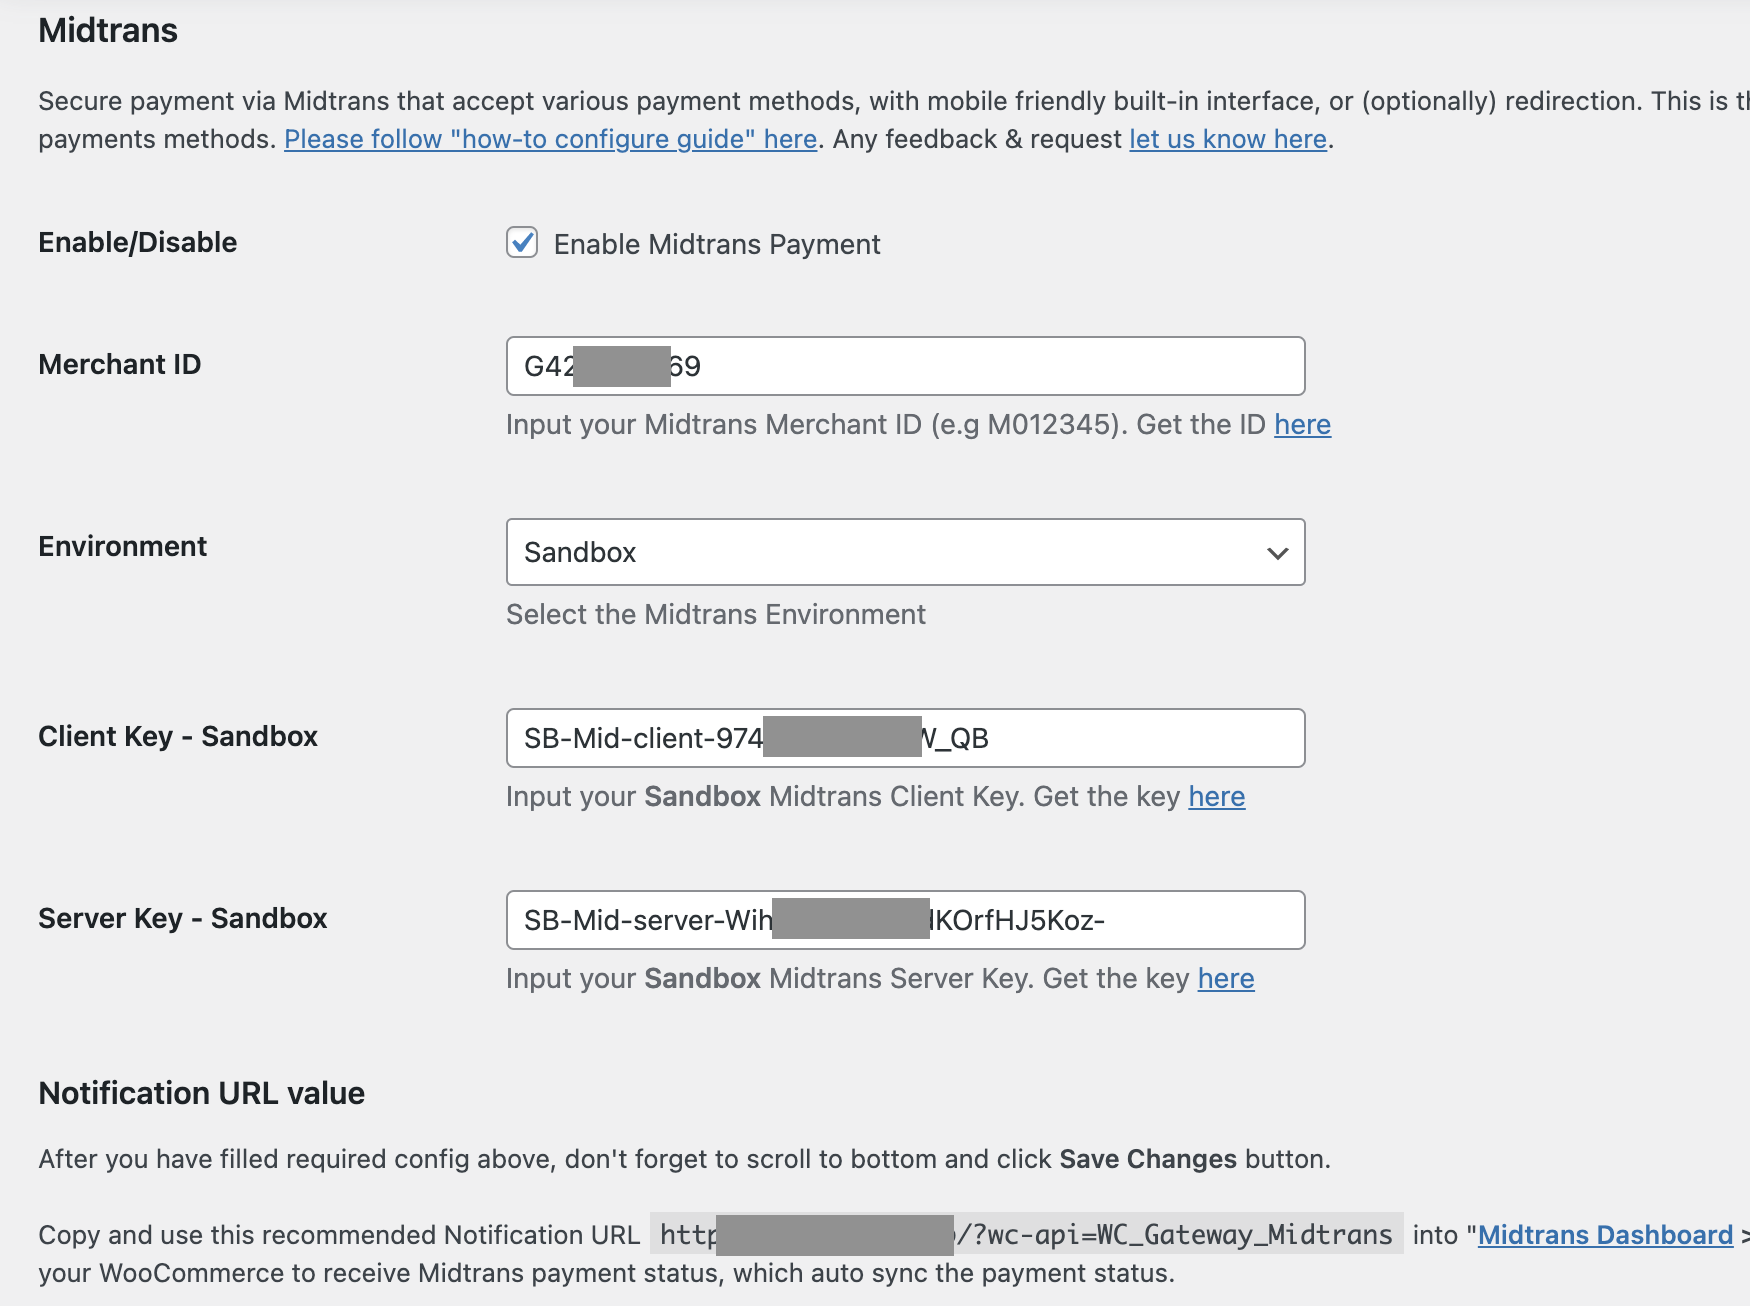 Midtrans
Secure payment via Midtrans that accept various payment methods, with mobile friendly built-in interface, or (optionally) redirection. This is
payments methods. Please follow "how-to configure guide" here. Any feedback & request let us know here.
Enable/Disable
Enable Midtrans Payment
Merchant ID
G42 69
Input your Midtrans Merchant ID (e.g M012345). Get the ID here
Environment
Sandbox
Select the Midtrans Environment
Client Key - Sandbox
SB-Mid-client-974 W_QB
Input your Sandbox Midtrans Client Key. Get the key here
Server Key - Sandbox
SB-Mid-server-Wih KOrfHJ5Koz-
Input your Sandbox Midtrans Server Key. Get the key here
Notification URL value
After you have filled required config above, don't forget to scroll to bottom and click Save Changes button.
Copy and use this recommended Notification URL http /?wc-api=WC_Gateway_Midtrans into "Midtrans Dashboard >
your WooCommerce to receive Midtrans payment status, which auto sync the payment status.